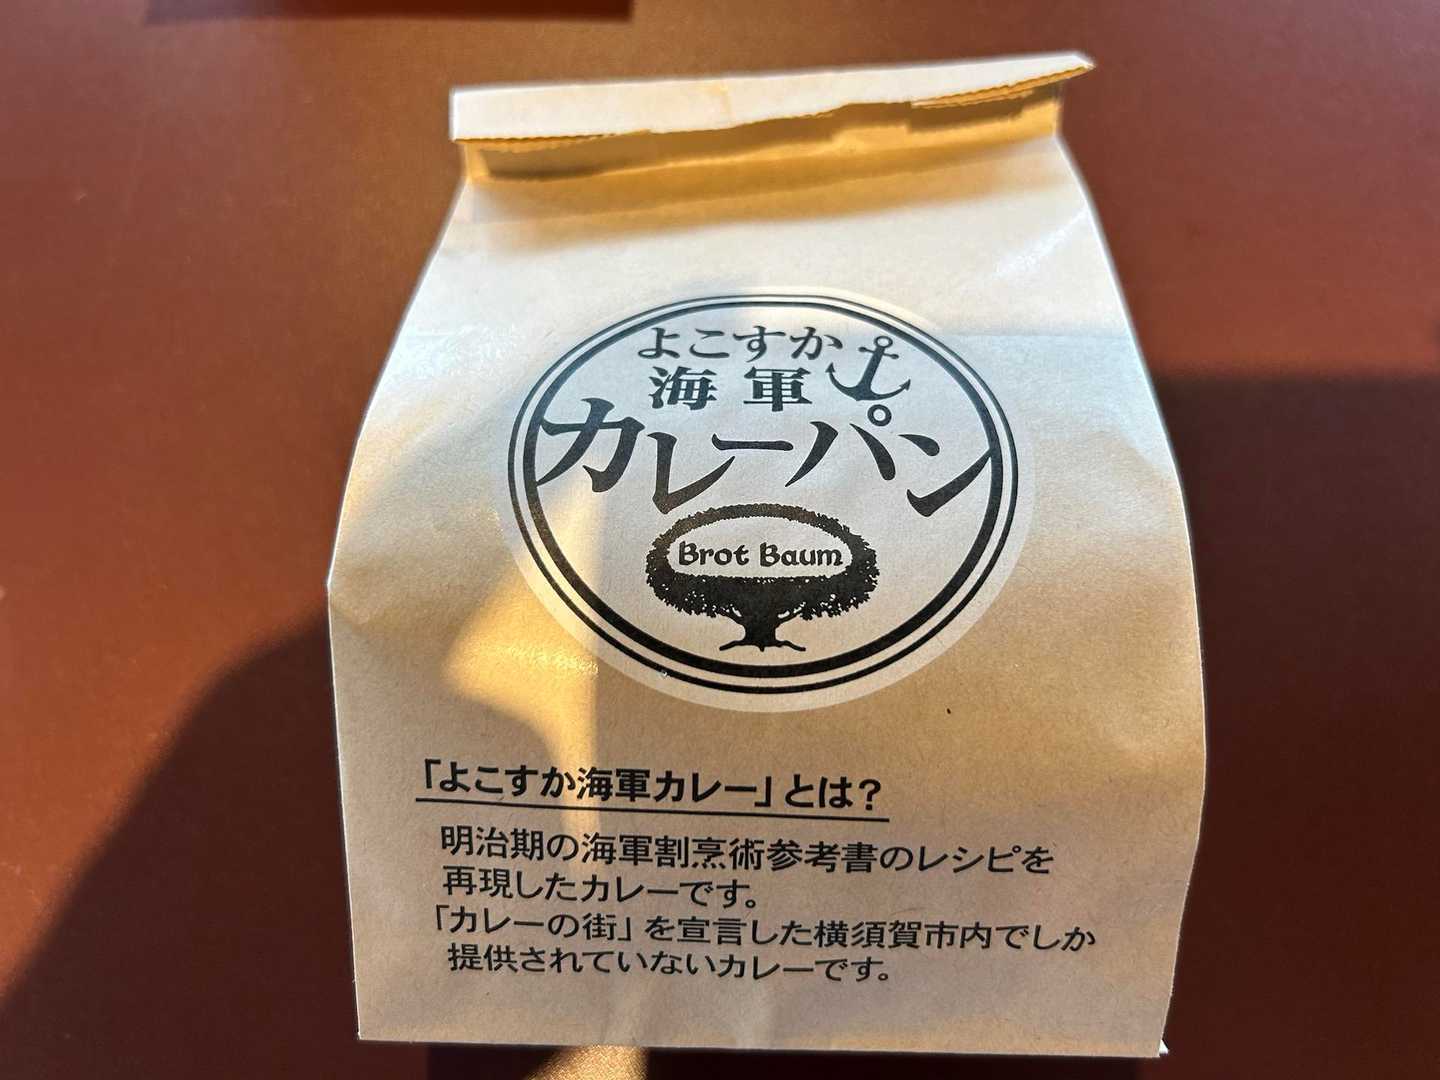 よこすか
海軍
カレーパン
Brot Baum
「よこすか海軍カレー」とは?
明治期の海軍割烹術参考書のレシピを
再現したカレーです。
「カレーの街」を宣言した横須賀市内でしか
提供されていないカレーです。